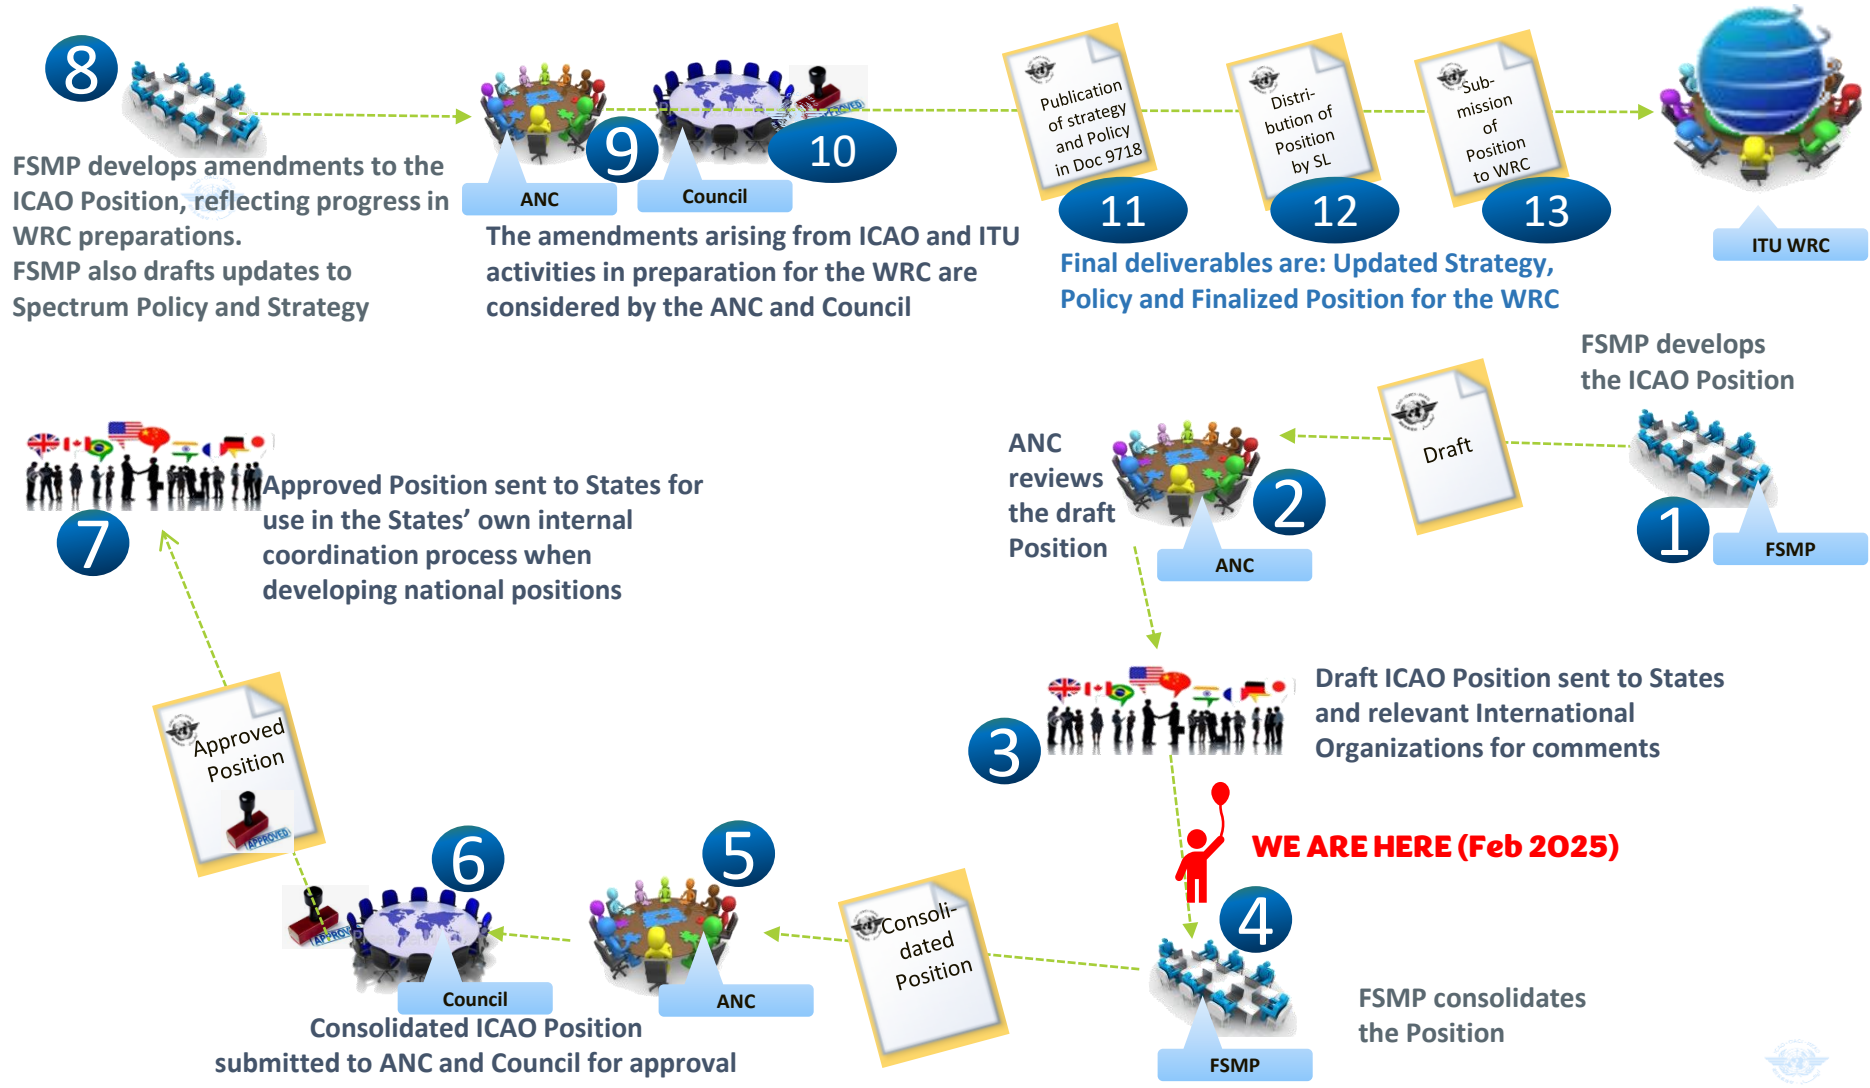 8
FSMP develops amendments to the
ICAO Position, reflecting progress in
WRC preparations.
FSMP also drafts updates to
Spectrum Policy and Strategy
ANC
9
Council
10
APPROVED
The amendments arising from ICAO and ITU
activities in preparation for the WRC are
considered by the ANC and Council
Publication
of strategy
and Policy
in Doc 9718
11
Distri-
bution of
Position
by SL
12
Sub-
mission
of
Position
to WRC
13
Final deliverables are: Updated Strategy,
Policy and Finalized Position for the WRC
ITU WRC
FSMP develops
the ICAO Position
1
FSMP
Draft
ANC
reviews
the draft
Position
2
ANC
3
Draft ICAO Position sent to States
and relevant International
Organizations for comments
WE ARE HERE (Feb 2025)
4
FSMP
FSMP consolidates
the Position
Consoli-
dated
Position
5
ANC
6
Council
Consolidated ICAO Position
submitted to ANC and Council for approval
Approved
Position
APPROVED
7
Approved Position sent to States for
use in the States’ own internal
coordination process when
developing national positions